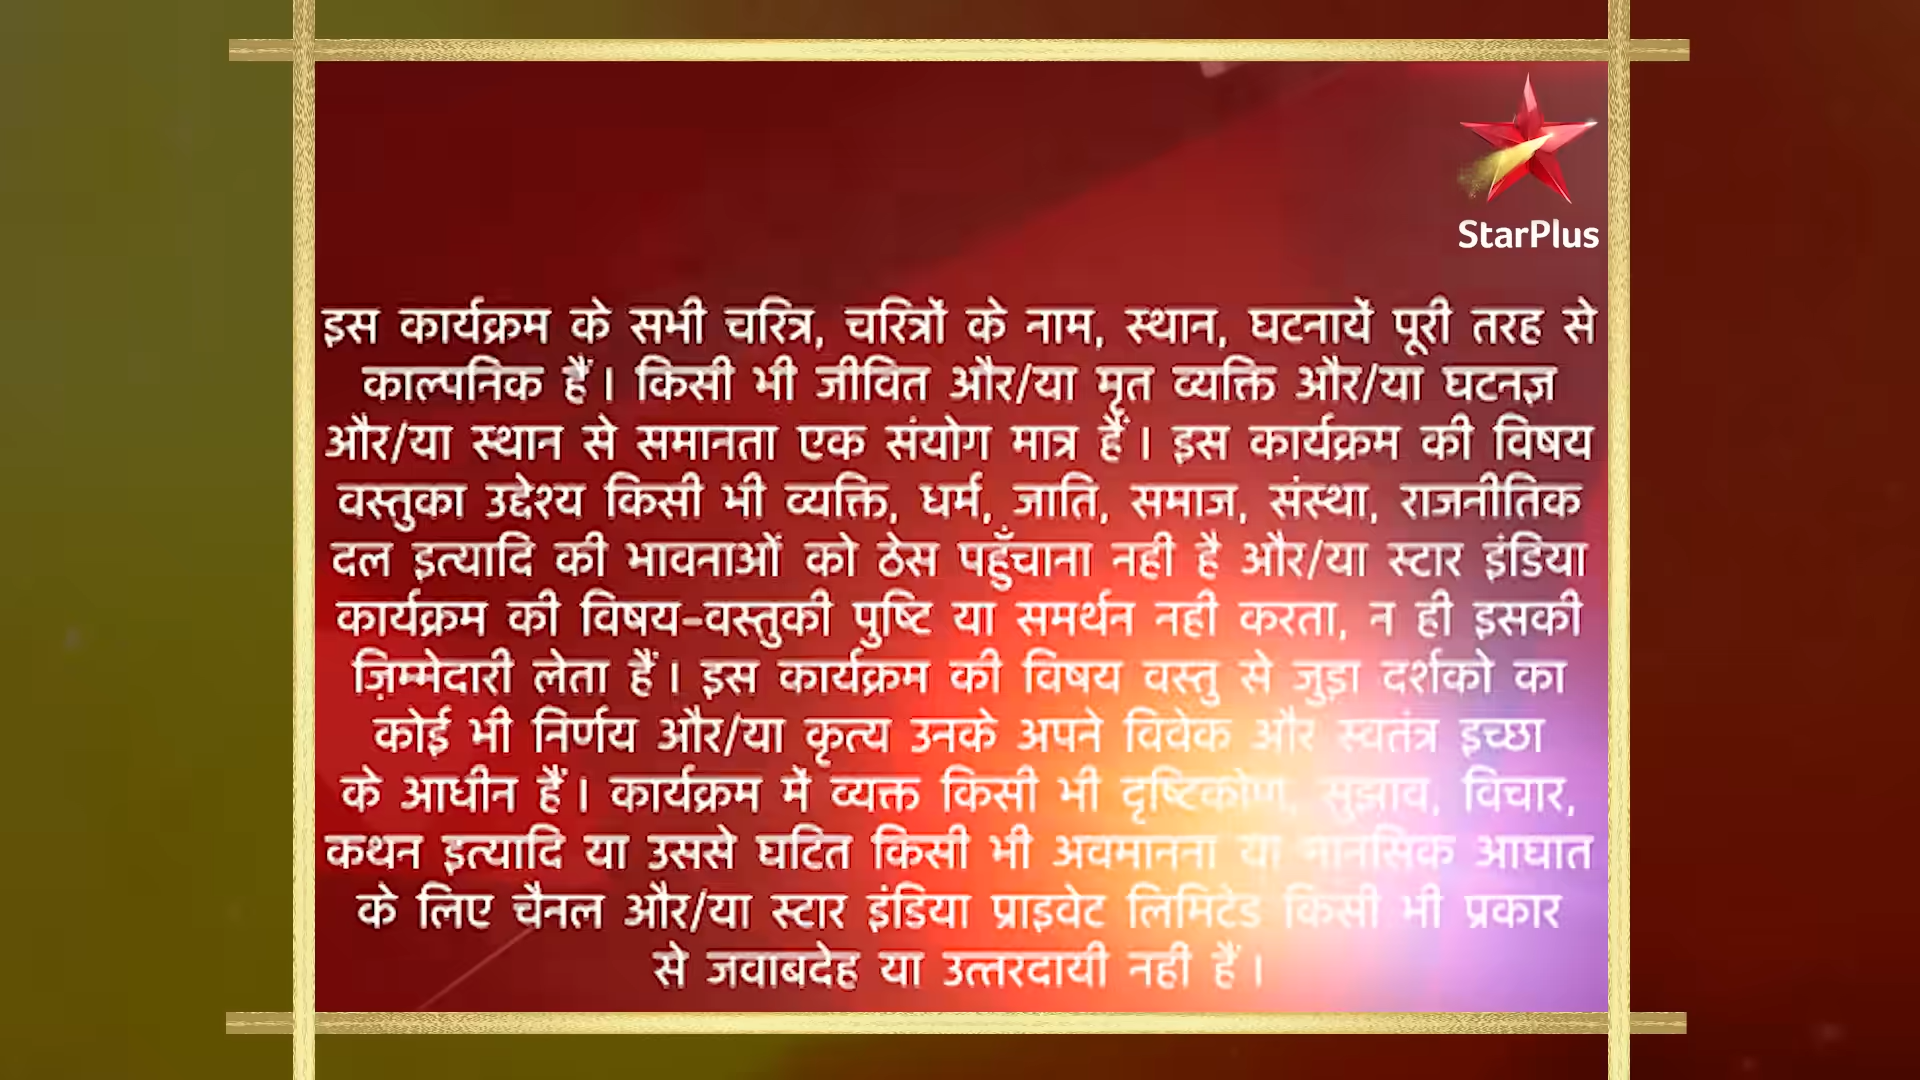 StarPlus
इस कार्यक्रम के सभी चरित्र, चरित्रों के नाम, स्थान, घटनायें पूरी तरह से
काल्पनिक हैं। किसी भी जीवित और/या मृत व्यक्ति और/या घटनज्ञ
और/या स्थान से समानता एक संयोग मात्र हैं। इस कार्यक्रम की विषय
वस्तुका उद्देश्य किसी भी व्यक्ति, धर्म, जाति, समाज, संस्था, राजनीतिक
दल इत्यादि की भावनाओं को ठेस पहुँचाना नही है और/या स्टार इंडिया
कार्यक्रम की विषय-वस्तुकी पुष्टि या समर्थन नही करता, न ही इसकी
ज़िम्मेदारी लेता हैं। इस कार्यक्रम की विषय वस्तु से जुड़ा दर्शको का
कोई भी निर्णय और/या कृत्य उनके अपने विवेक और स्वतंत्र इच्छा
के आधीन हैं। कार्यक्रम में व्यक्त किसी भी दृष्टिकोण, सुझाव, विचार,
कथन इत्यादि या उससे घटित किसी भी अवमानना या मानसिक आघात
के लिए चैनल और/या स्टार इंडिया प्राइवेट लिमिटेड किसी भी प्रकार
से जवाबदेह या उत्तरदायी नही हैं।